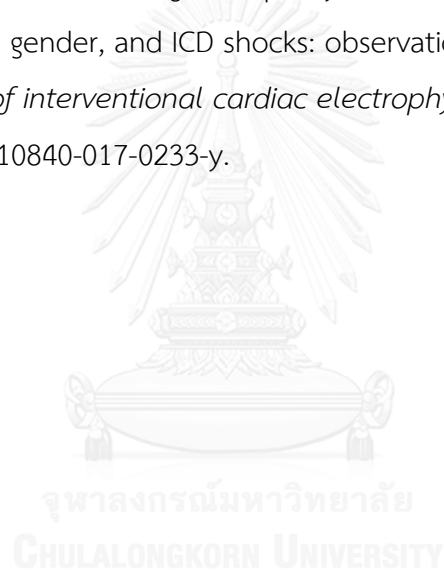 gender, and ICD shocks: observatio
of interventional cardiac electrophy
10840-017-0233-y.
จุฬาลงกรณ์มหาวิทยาลัย
CHULALONGKORN UNIVERSITY